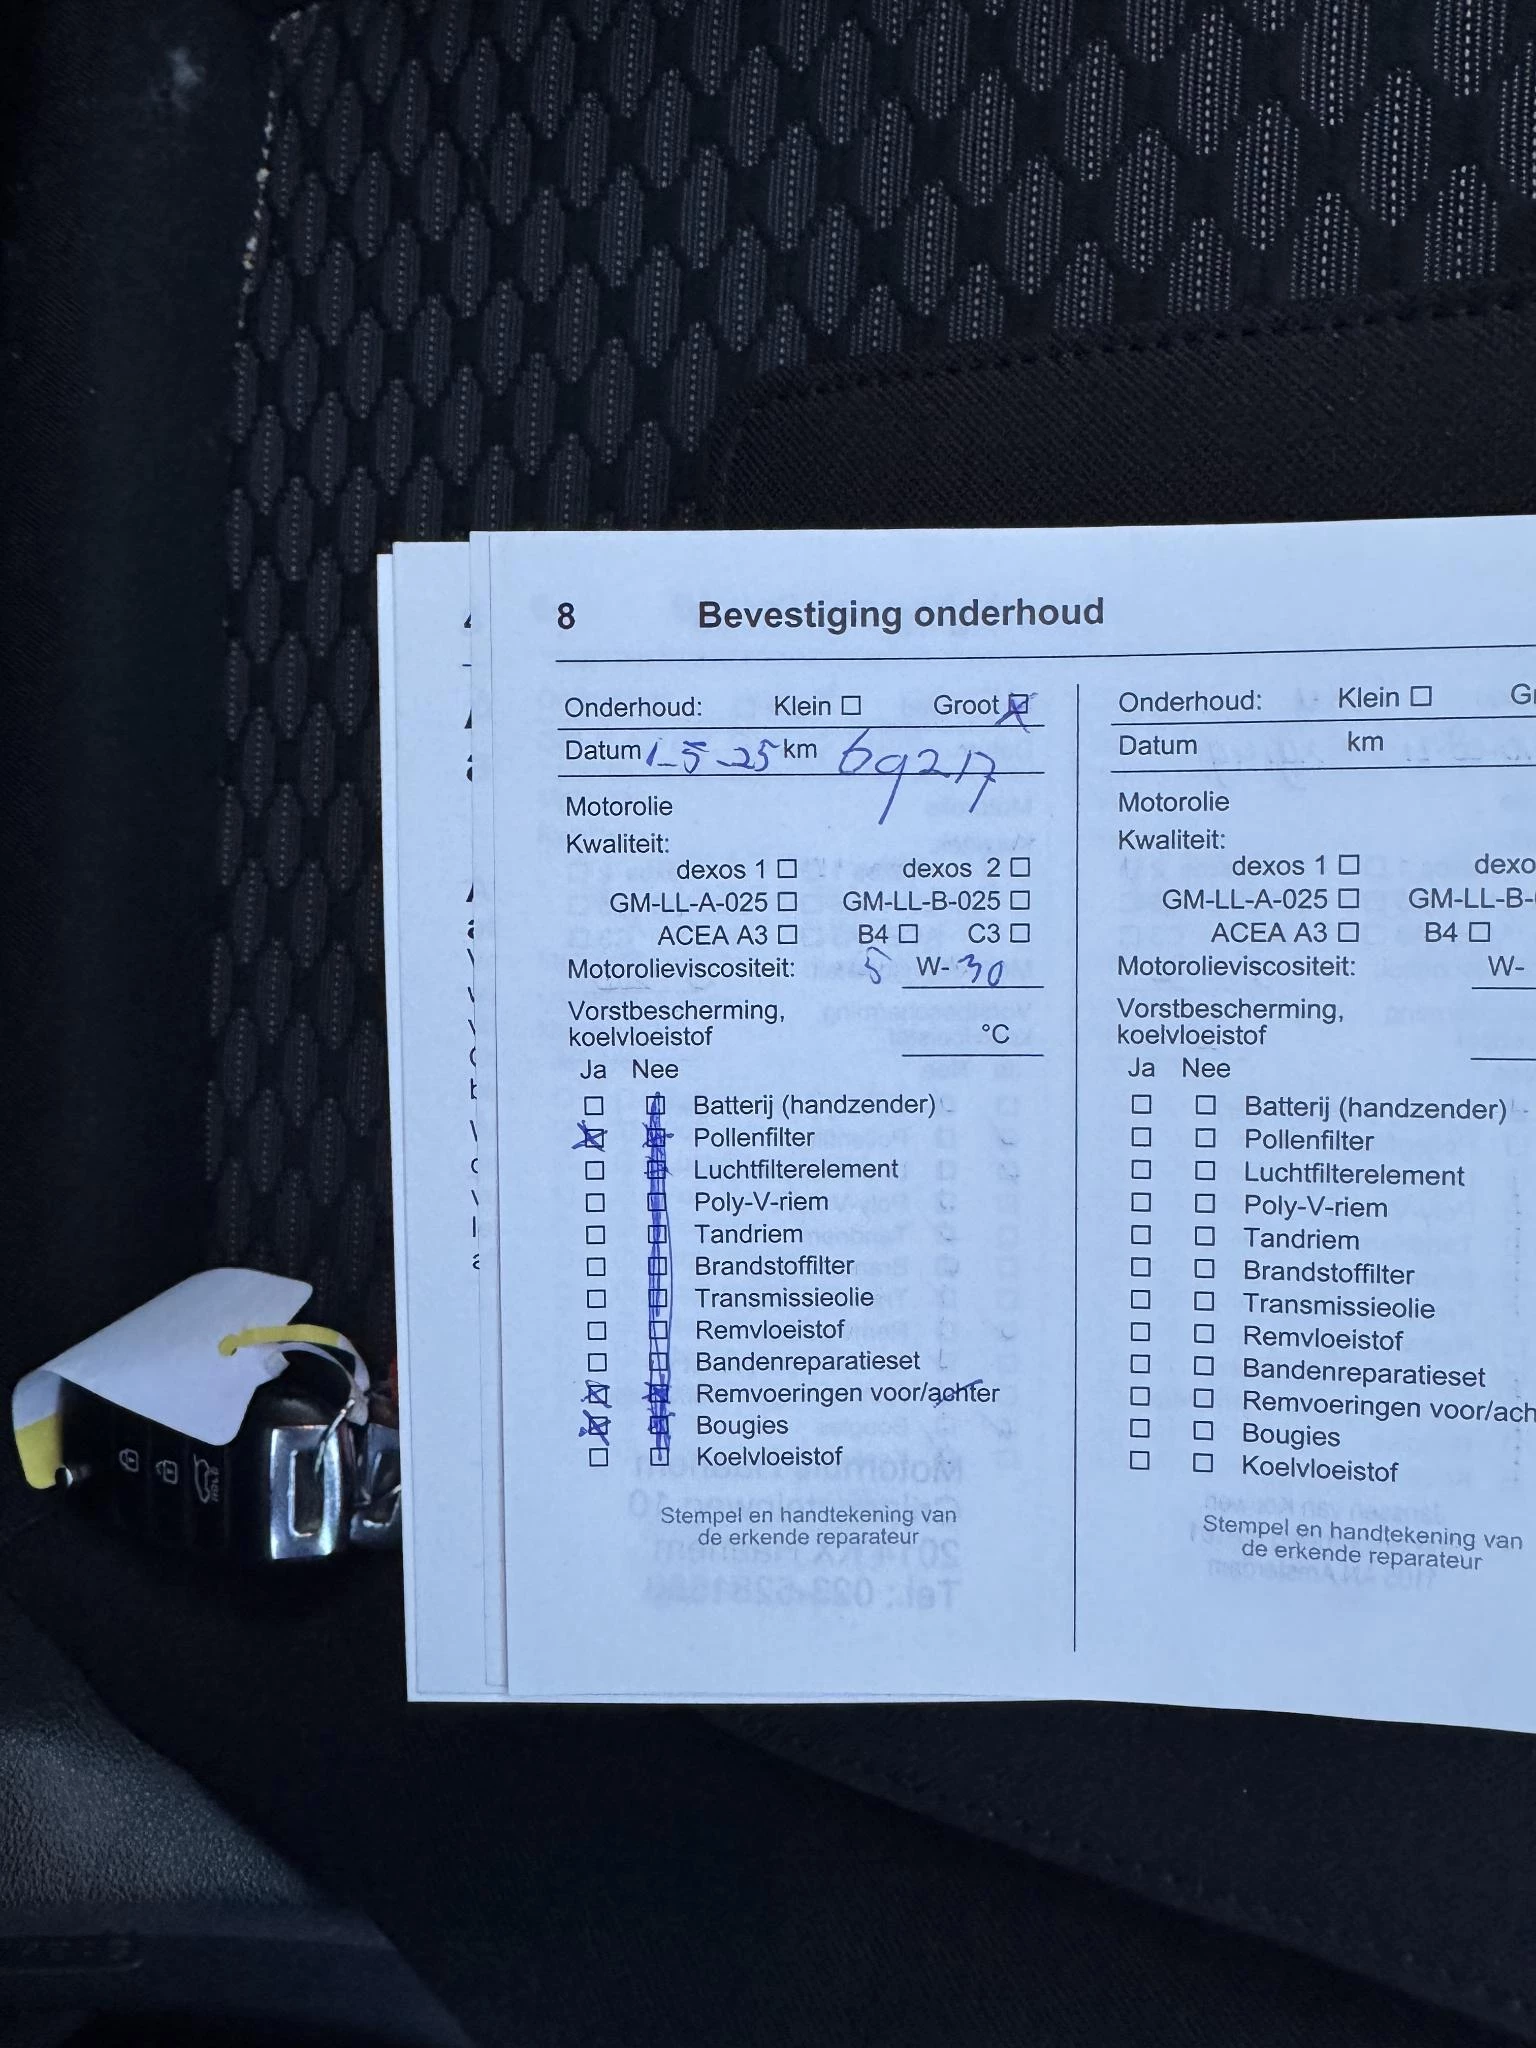 8 Bevestiging onderhoud
Onderhoud: Klein ☐ Groot ☒
Datum 1-5-25 km 69217
Motorolie
Kwaliteit:
dexos 1 ☐ dexos 2 ☐
GM-LL-A-025 ☐ GM-LL-B-025 ☐
ACEA A3 ☐ B4 ☐ C3 ☐
Motorolieviscositeit: 5 W- 30
Vorstbescherming,
koelvloeistof °C
Ja Nee
Batterij (handzender)
Pollenfilter
Luchtfilterelement
Poly-V-riem
Tandriem
Brandstoffilter
Transmissieolie
Remvloeistof
Bandenreparatieset
Remvoeringen voor/achter
Bougies
Koelvloeistof
Stempel en handtekening van
de erkende reparateur
Onderhoud: Klein ☐
Datum km
Motorolie
Kwaliteit:
dexos 1 ☐
GM-LL-A-025 ☐ GM-LL-B-
ACEA A3 ☐ B4 ☐
Motorolieviscositeit: W-
Vorstbescherming,
koelvloeistof
Ja Nee
Batterij (handzender)
Pollenfilter
Luchtfilterelement
Poly-V-riem
Tandriem
Brandstoffilter
Transmissieolie
Remvloeistof
Bandenreparatieset
Remvoeringen voor/ach
Bougies
Koelvloeistof
Stempel en handtekening van
de erkende reparateur